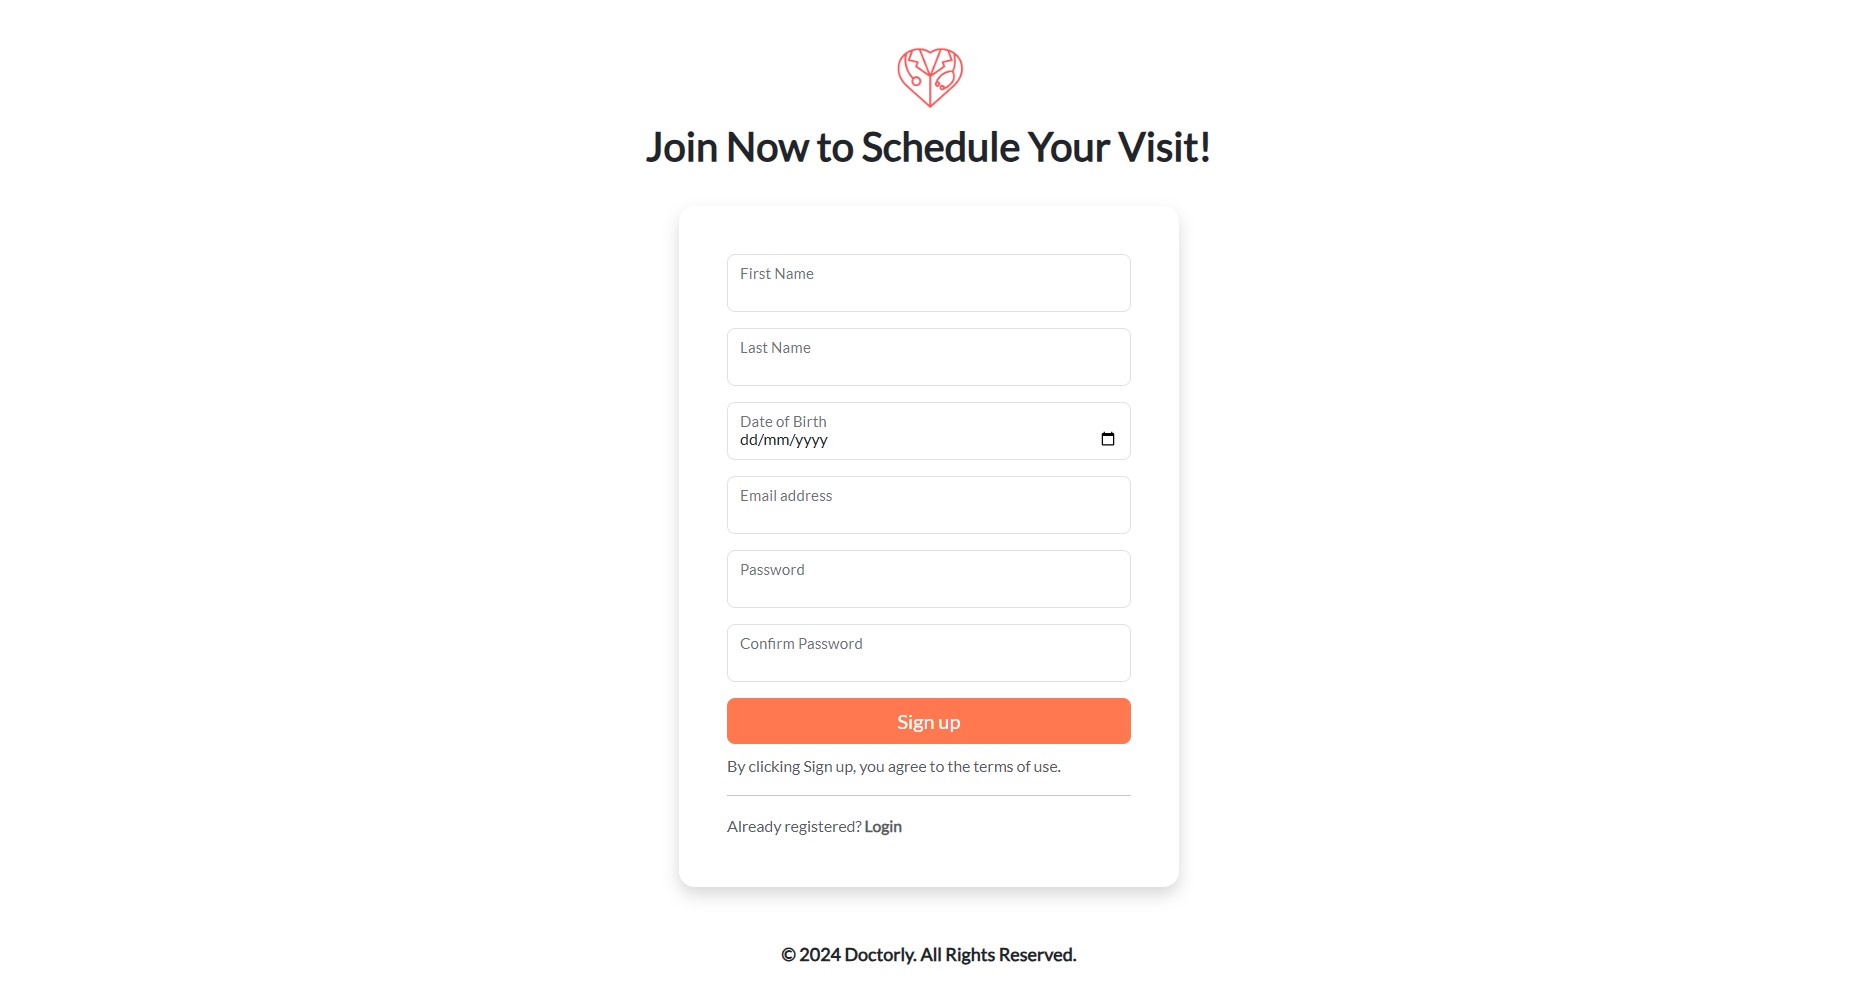 Join Now to Schedule Your Visit!
First Name
Last Name
Date of Birth
dd/mm/yyyy
Email address
Password
Confirm Password
Sign up
By clicking Sign up, you agree to the terms of use.
Already registered? Login
© 2024 Doctorly. All Rights Reserved.